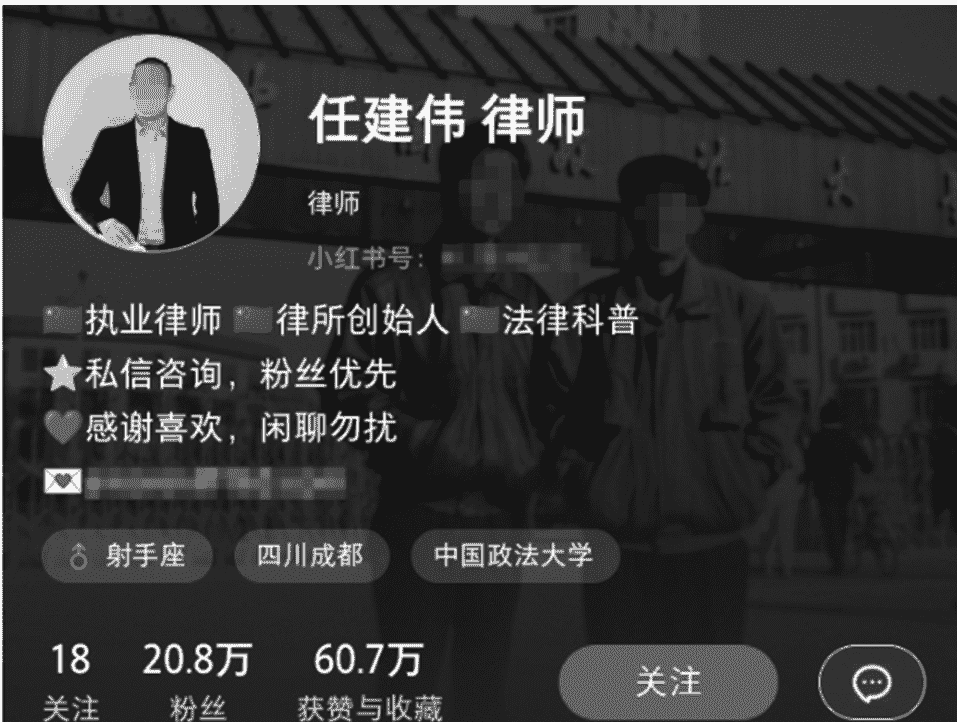 任建伟 律师
律师
小红书号：
执业律师 律所创始人 法律科普
私信咨询，粉丝优先
感谢喜欢，闲聊勿扰
♂ 射手座 四川成都 中国政法大学
18 20.8万 60.7万
关注 粉丝 获赞与收藏
关注